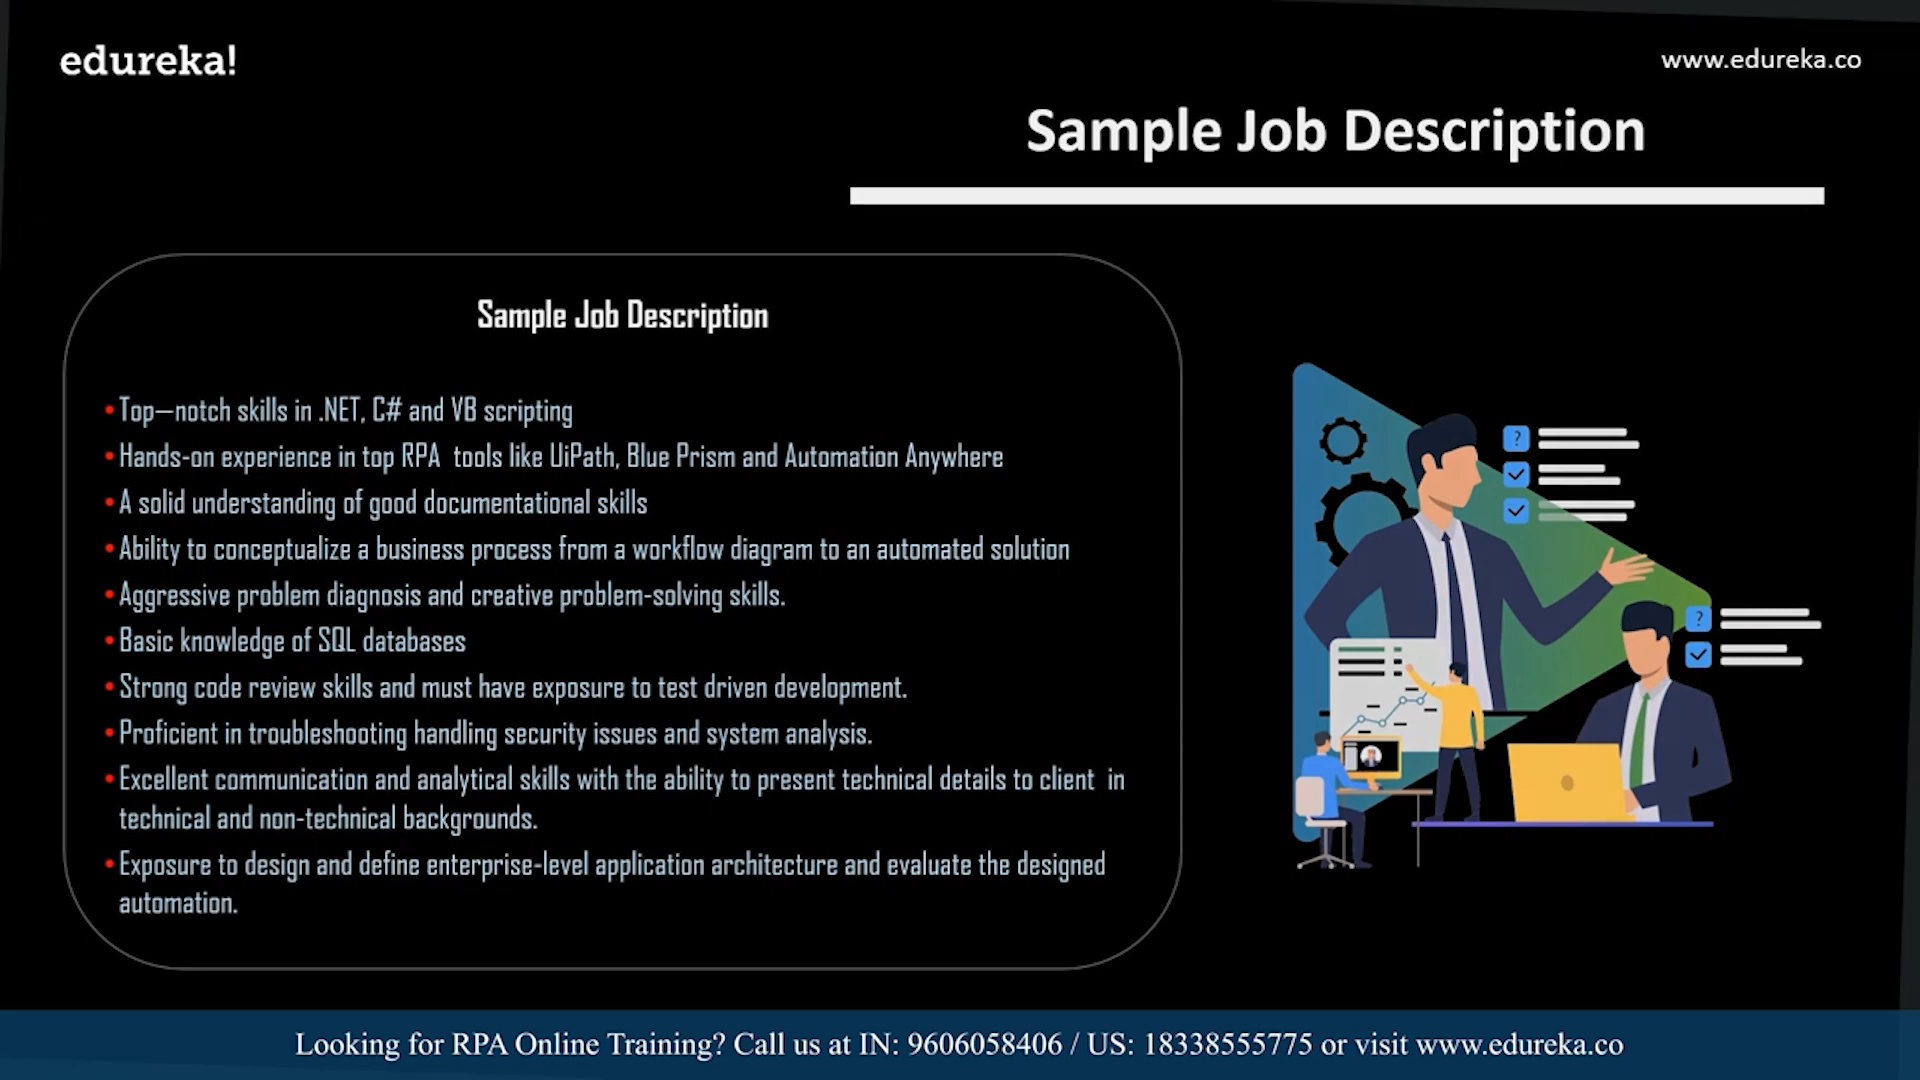 edureka!
www.edureka.co
Sample Job Description
Sample Job Description
•Top—notch skills in .NET, C# and VB scripting
•Hands-on experience in top RPA  tools like UiPath, Blue Prism and Automation Anywhere
•A solid understanding of good documentational skills
•Ability to conceptualize a business process from a workflow diagram to an automated solution
•Aggressive problem diagnosis and creative problem-solving skills.
•Basic knowledge of SQL databases
•Strong code review skills and must have exposure to test driven development.
•Proficient in troubleshooting handling security issues and system analysis.
•Excellent communication and analytical skills with the ability to present technical details to client  in
technical and non-technical backgrounds.
•Exposure to design and define enterprise-level application architecture and evaluate the designed
automation.
?
?
Looking for RPA Online Training? Call us at IN: 9606058406 / US: 18338555775 or visit www.edureka.co